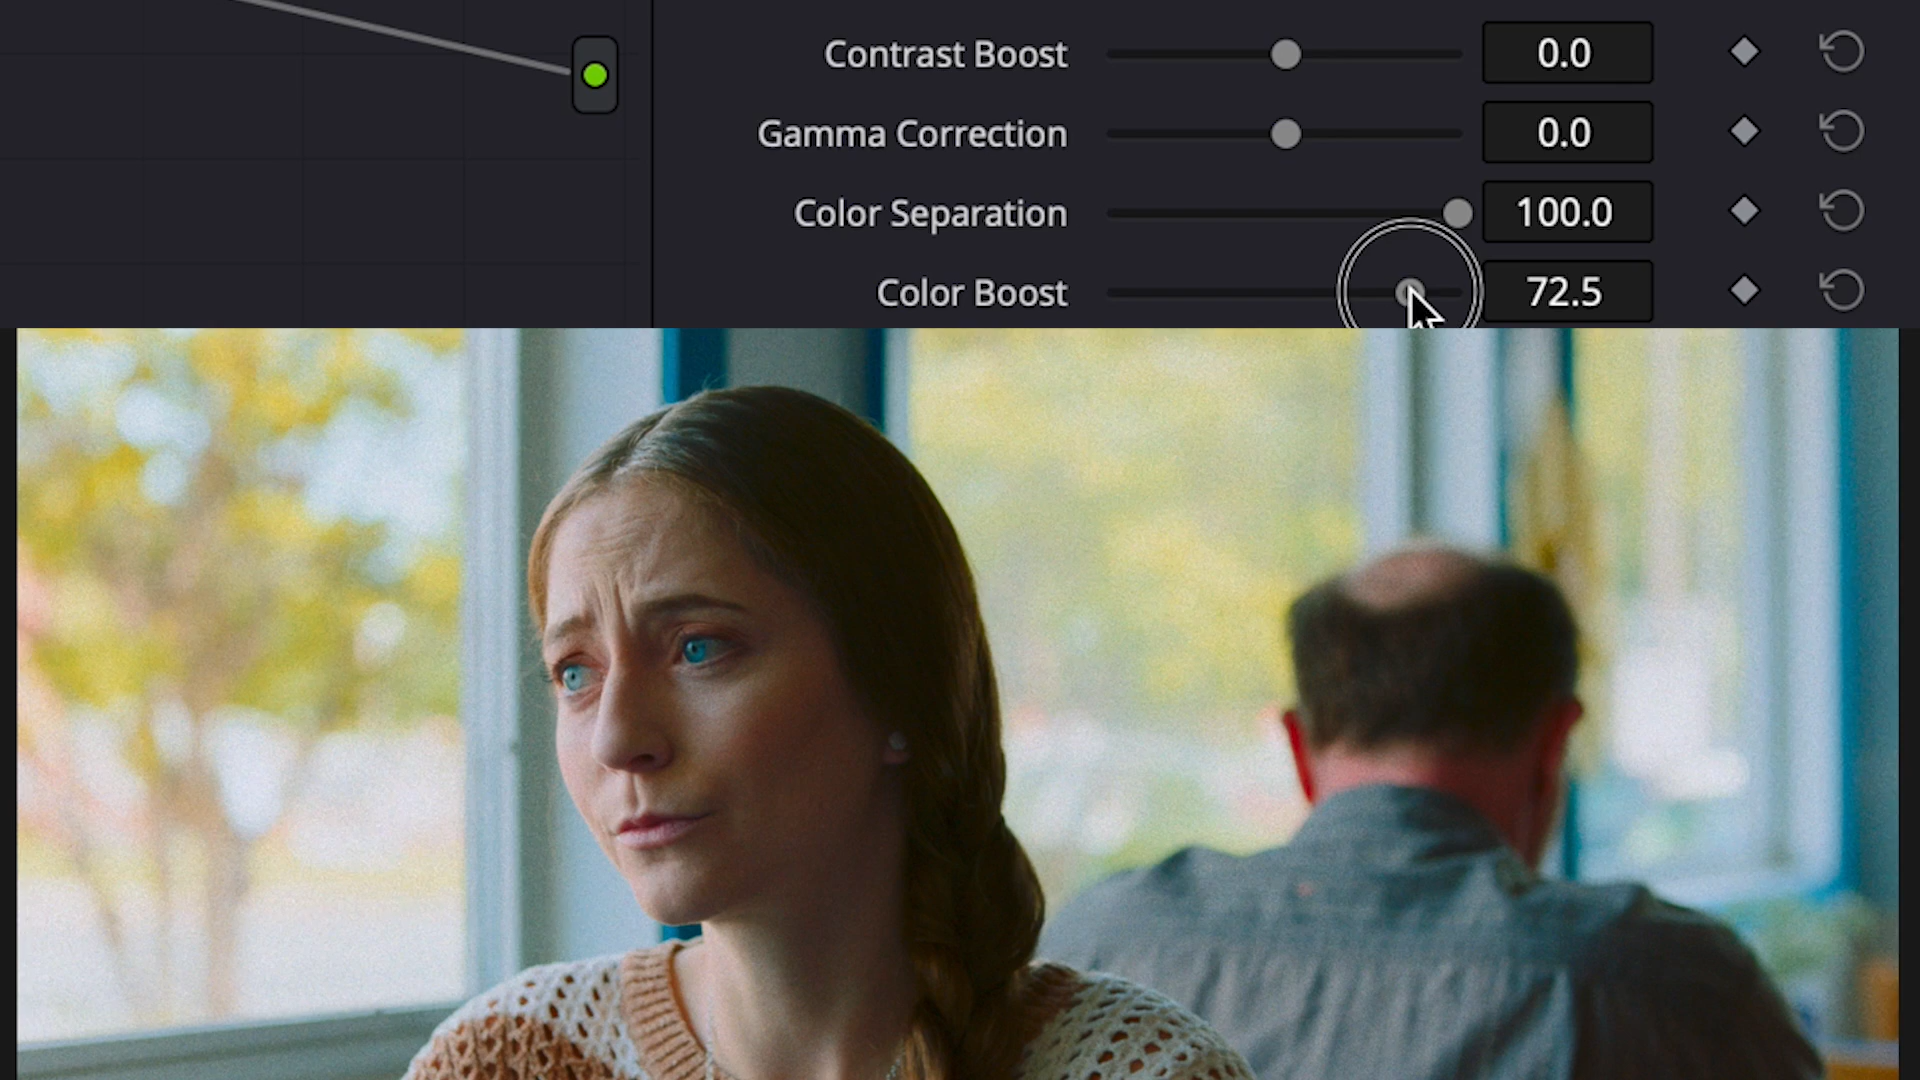 Contrast Boost 0.0
Gamma Correction 0.0
Color Separation 100.0
Color Boost 72.5